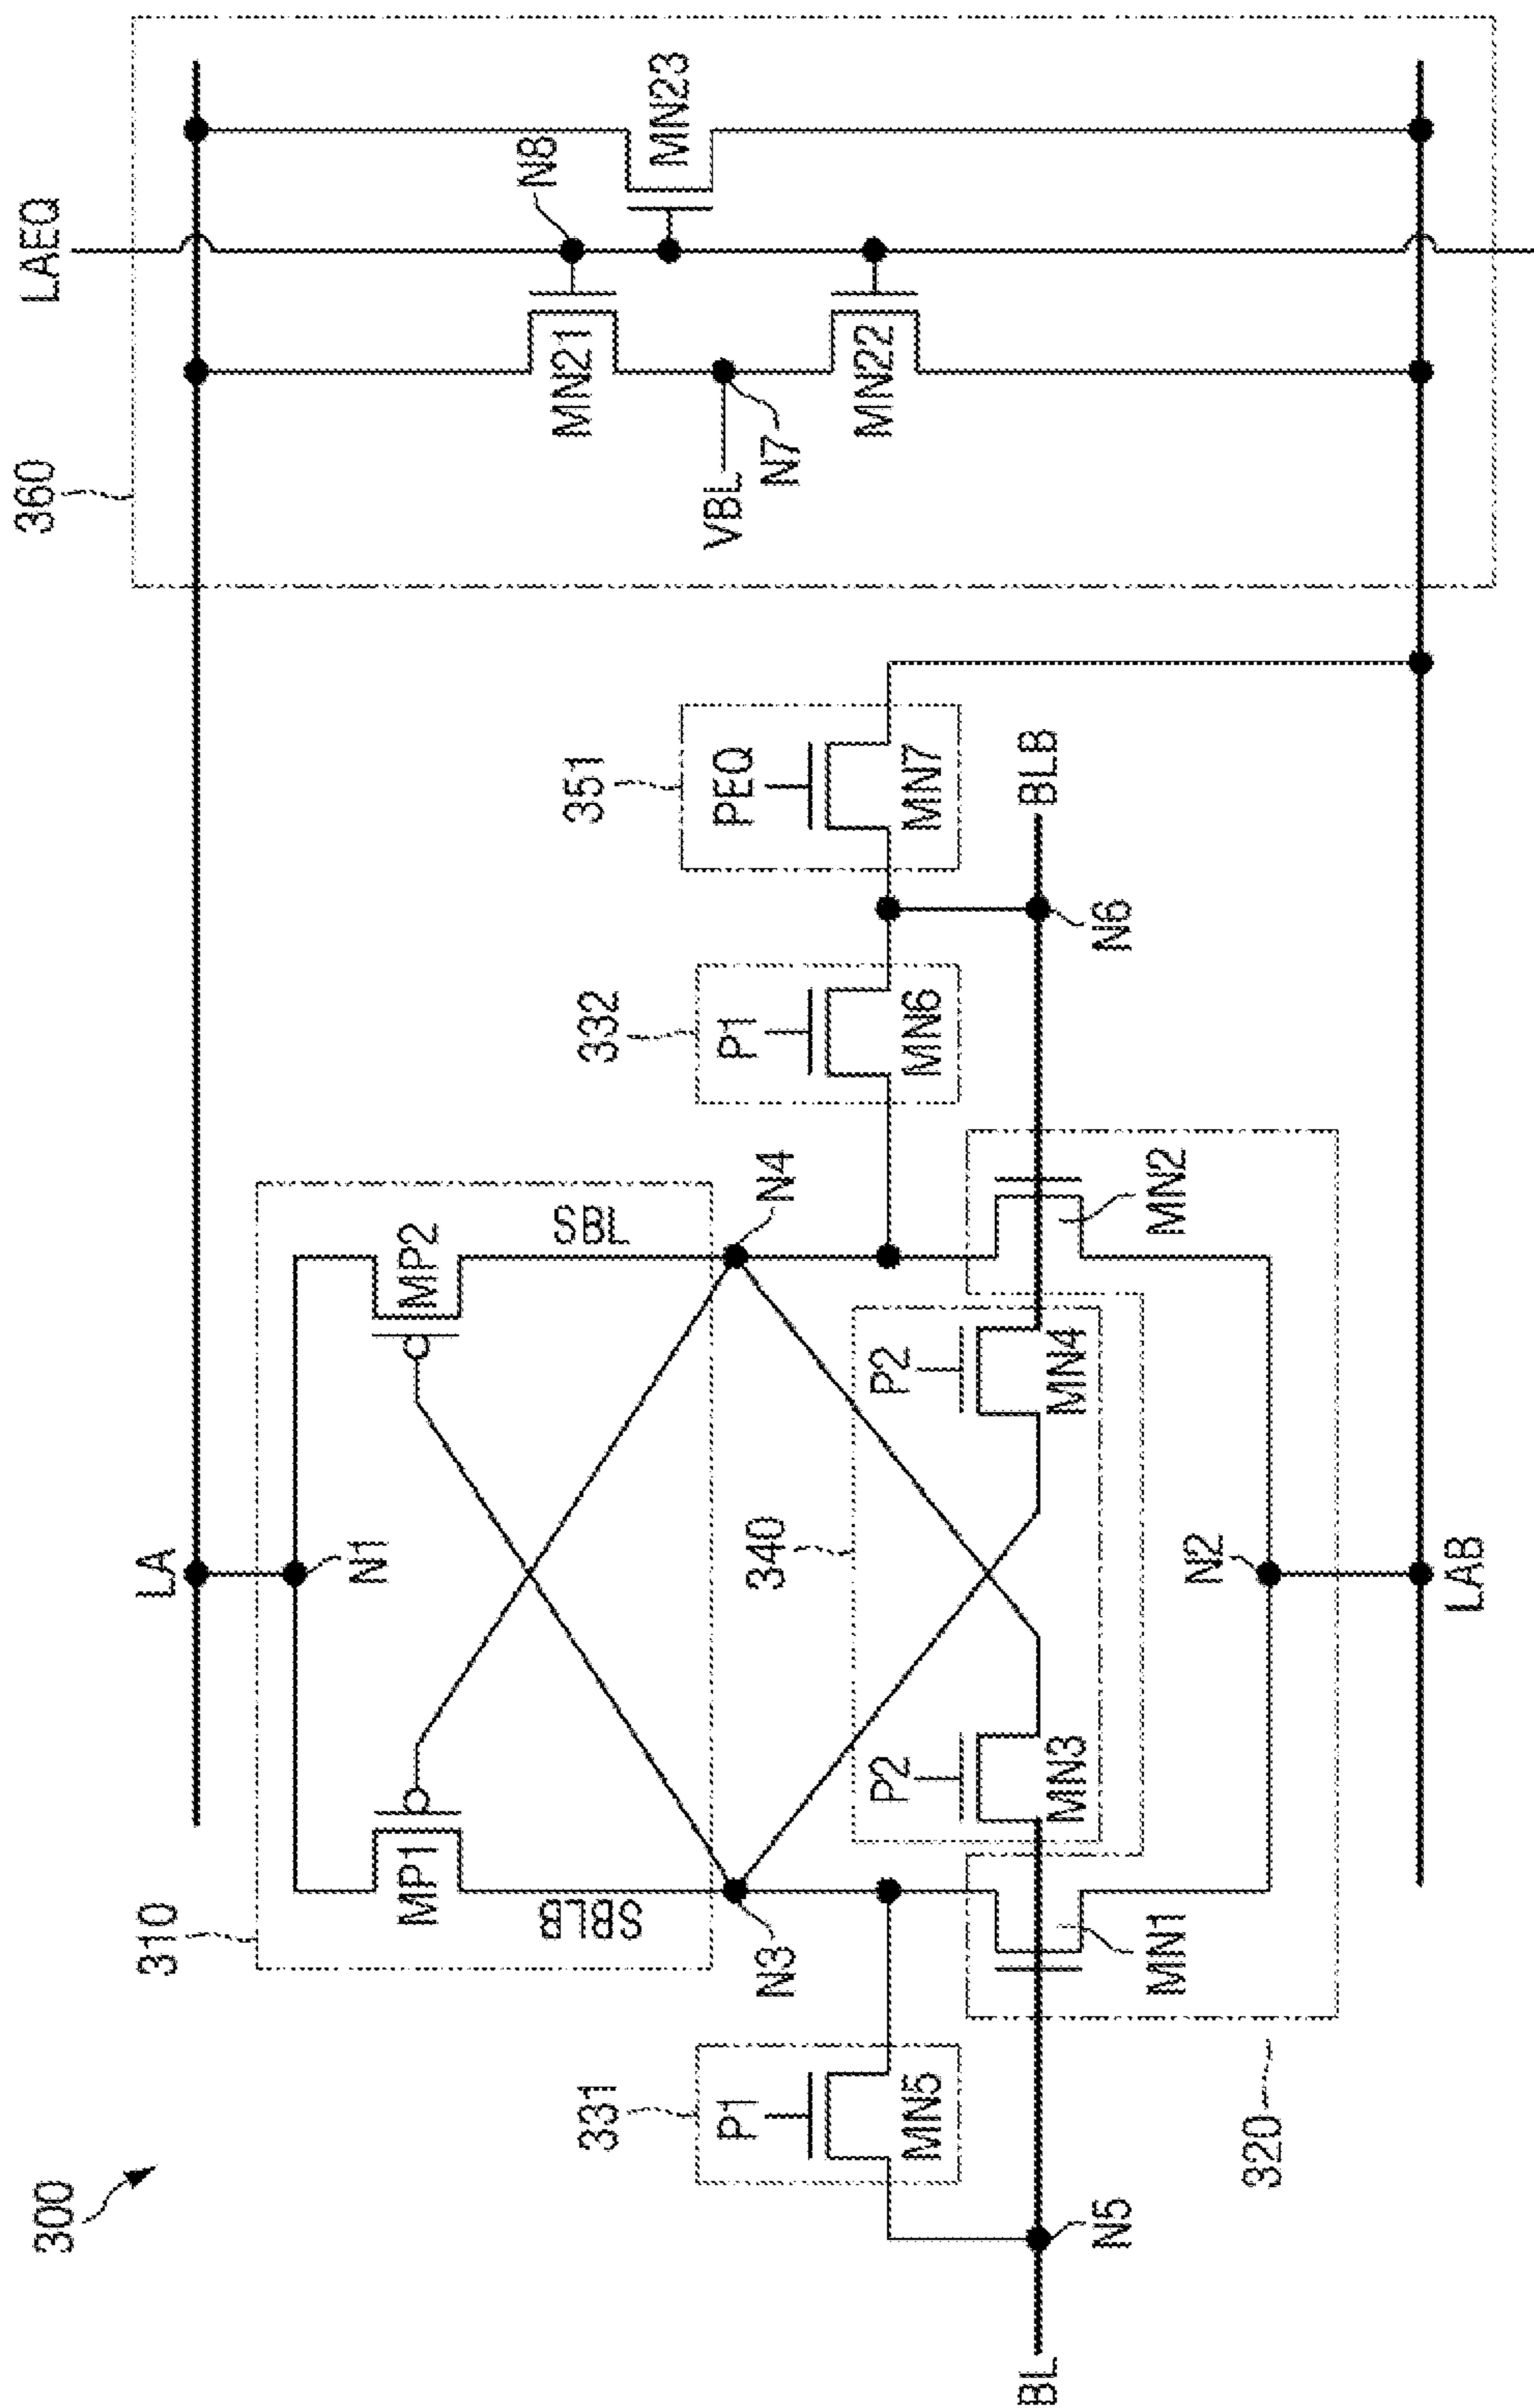 300
310
LA
360
LAEQ
N1
MP1
MP2
SBLB
SBL
N8
MN21
MN23
331
332
351
N3
N4
VBL
N7
P1
340
P1
PEQ
MN22
MN5
P2
P2
MN6
MN7
MN3
MN4
BL
N5
BLB
N6
MN1
MN2
320
N2
LAB